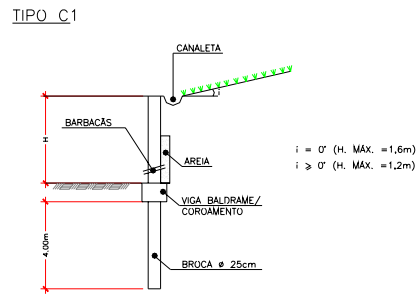 TIPO C1
CANALETA
i
BARBACÃS
H
AREIA
i = 0° (H. MÁX. =1,6m)
i ⩾ 0° (H. MÁX. =1,2m)
VIGA BALDRAME/
COROAMENTO
4,00m
BROCA ø 25cm